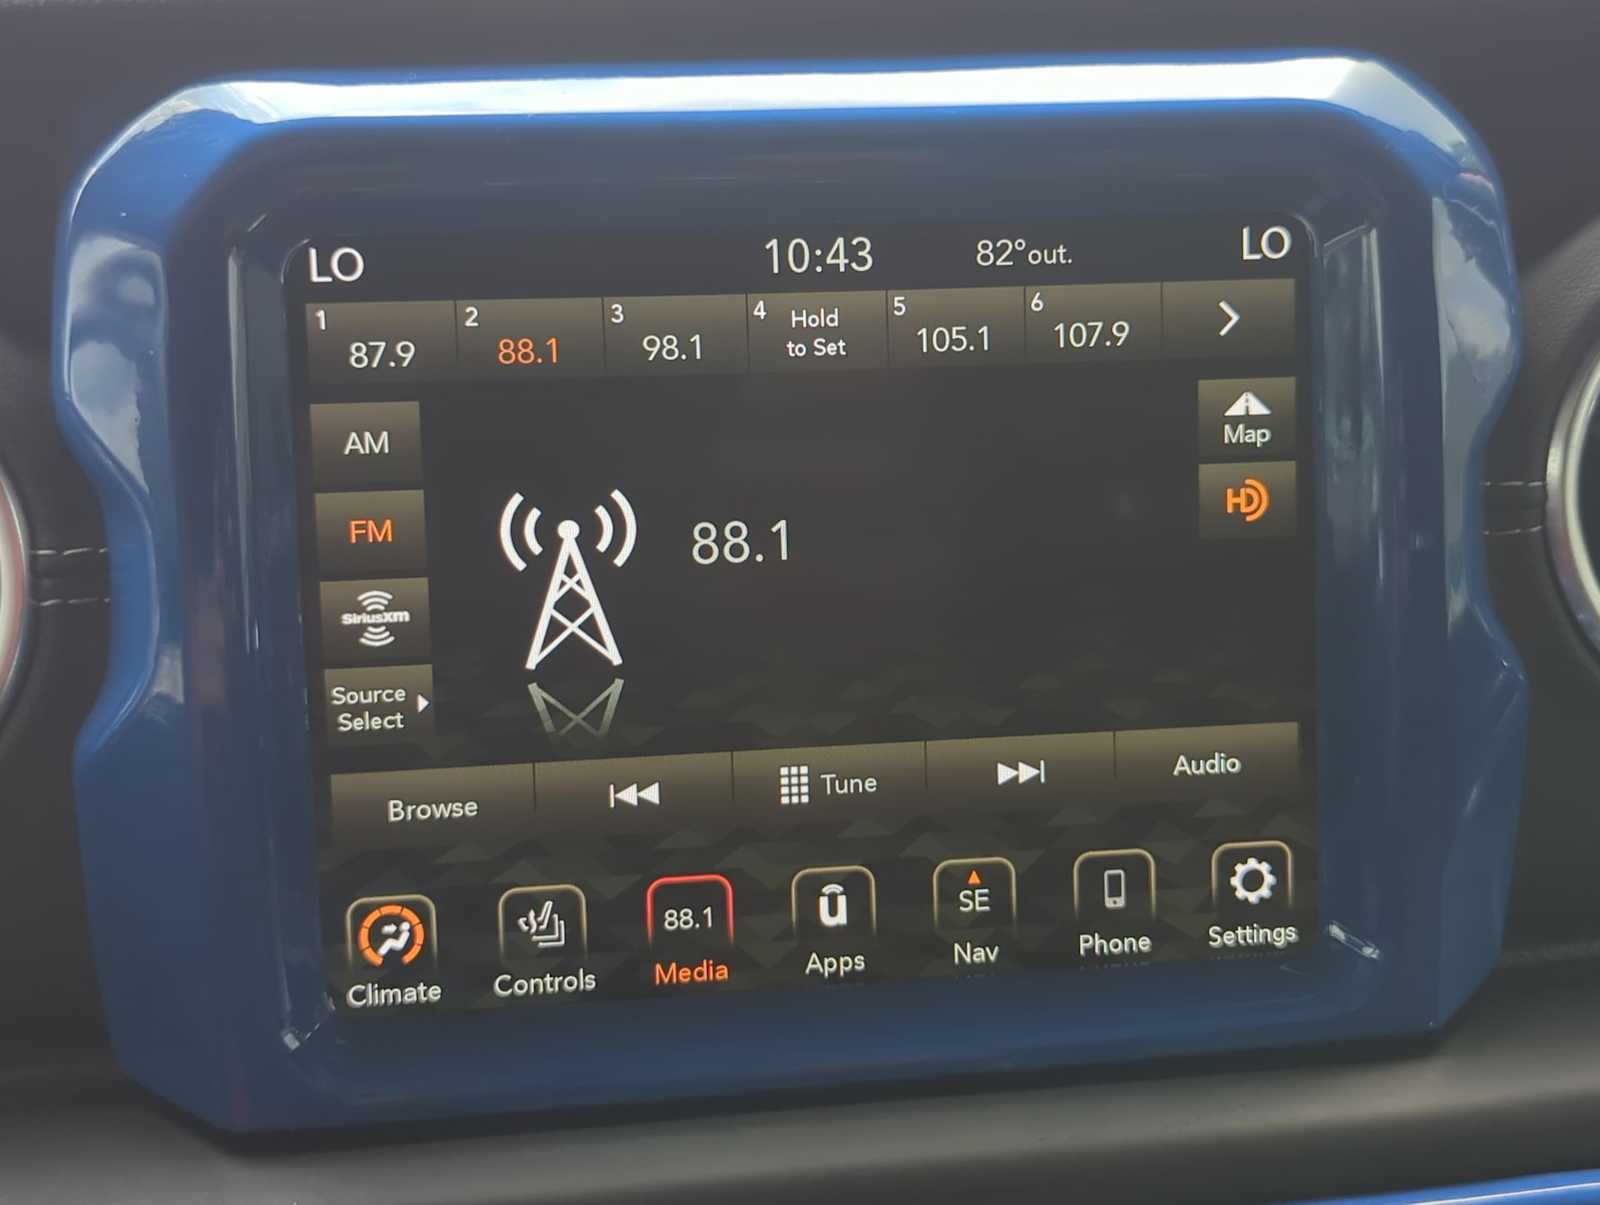 LO 10:43 82°out. LO
1 87.9
2 88.1
3 98.1
4 Hold
to Set
5 105.1
6 107.9
AM
FM
SiriusXM
Source
Select
88.1
Map
HD
Browse
Tune
Audio
Climate
Controls
88.1
Media
u
Apps
SE
Nav
Phone
Settings